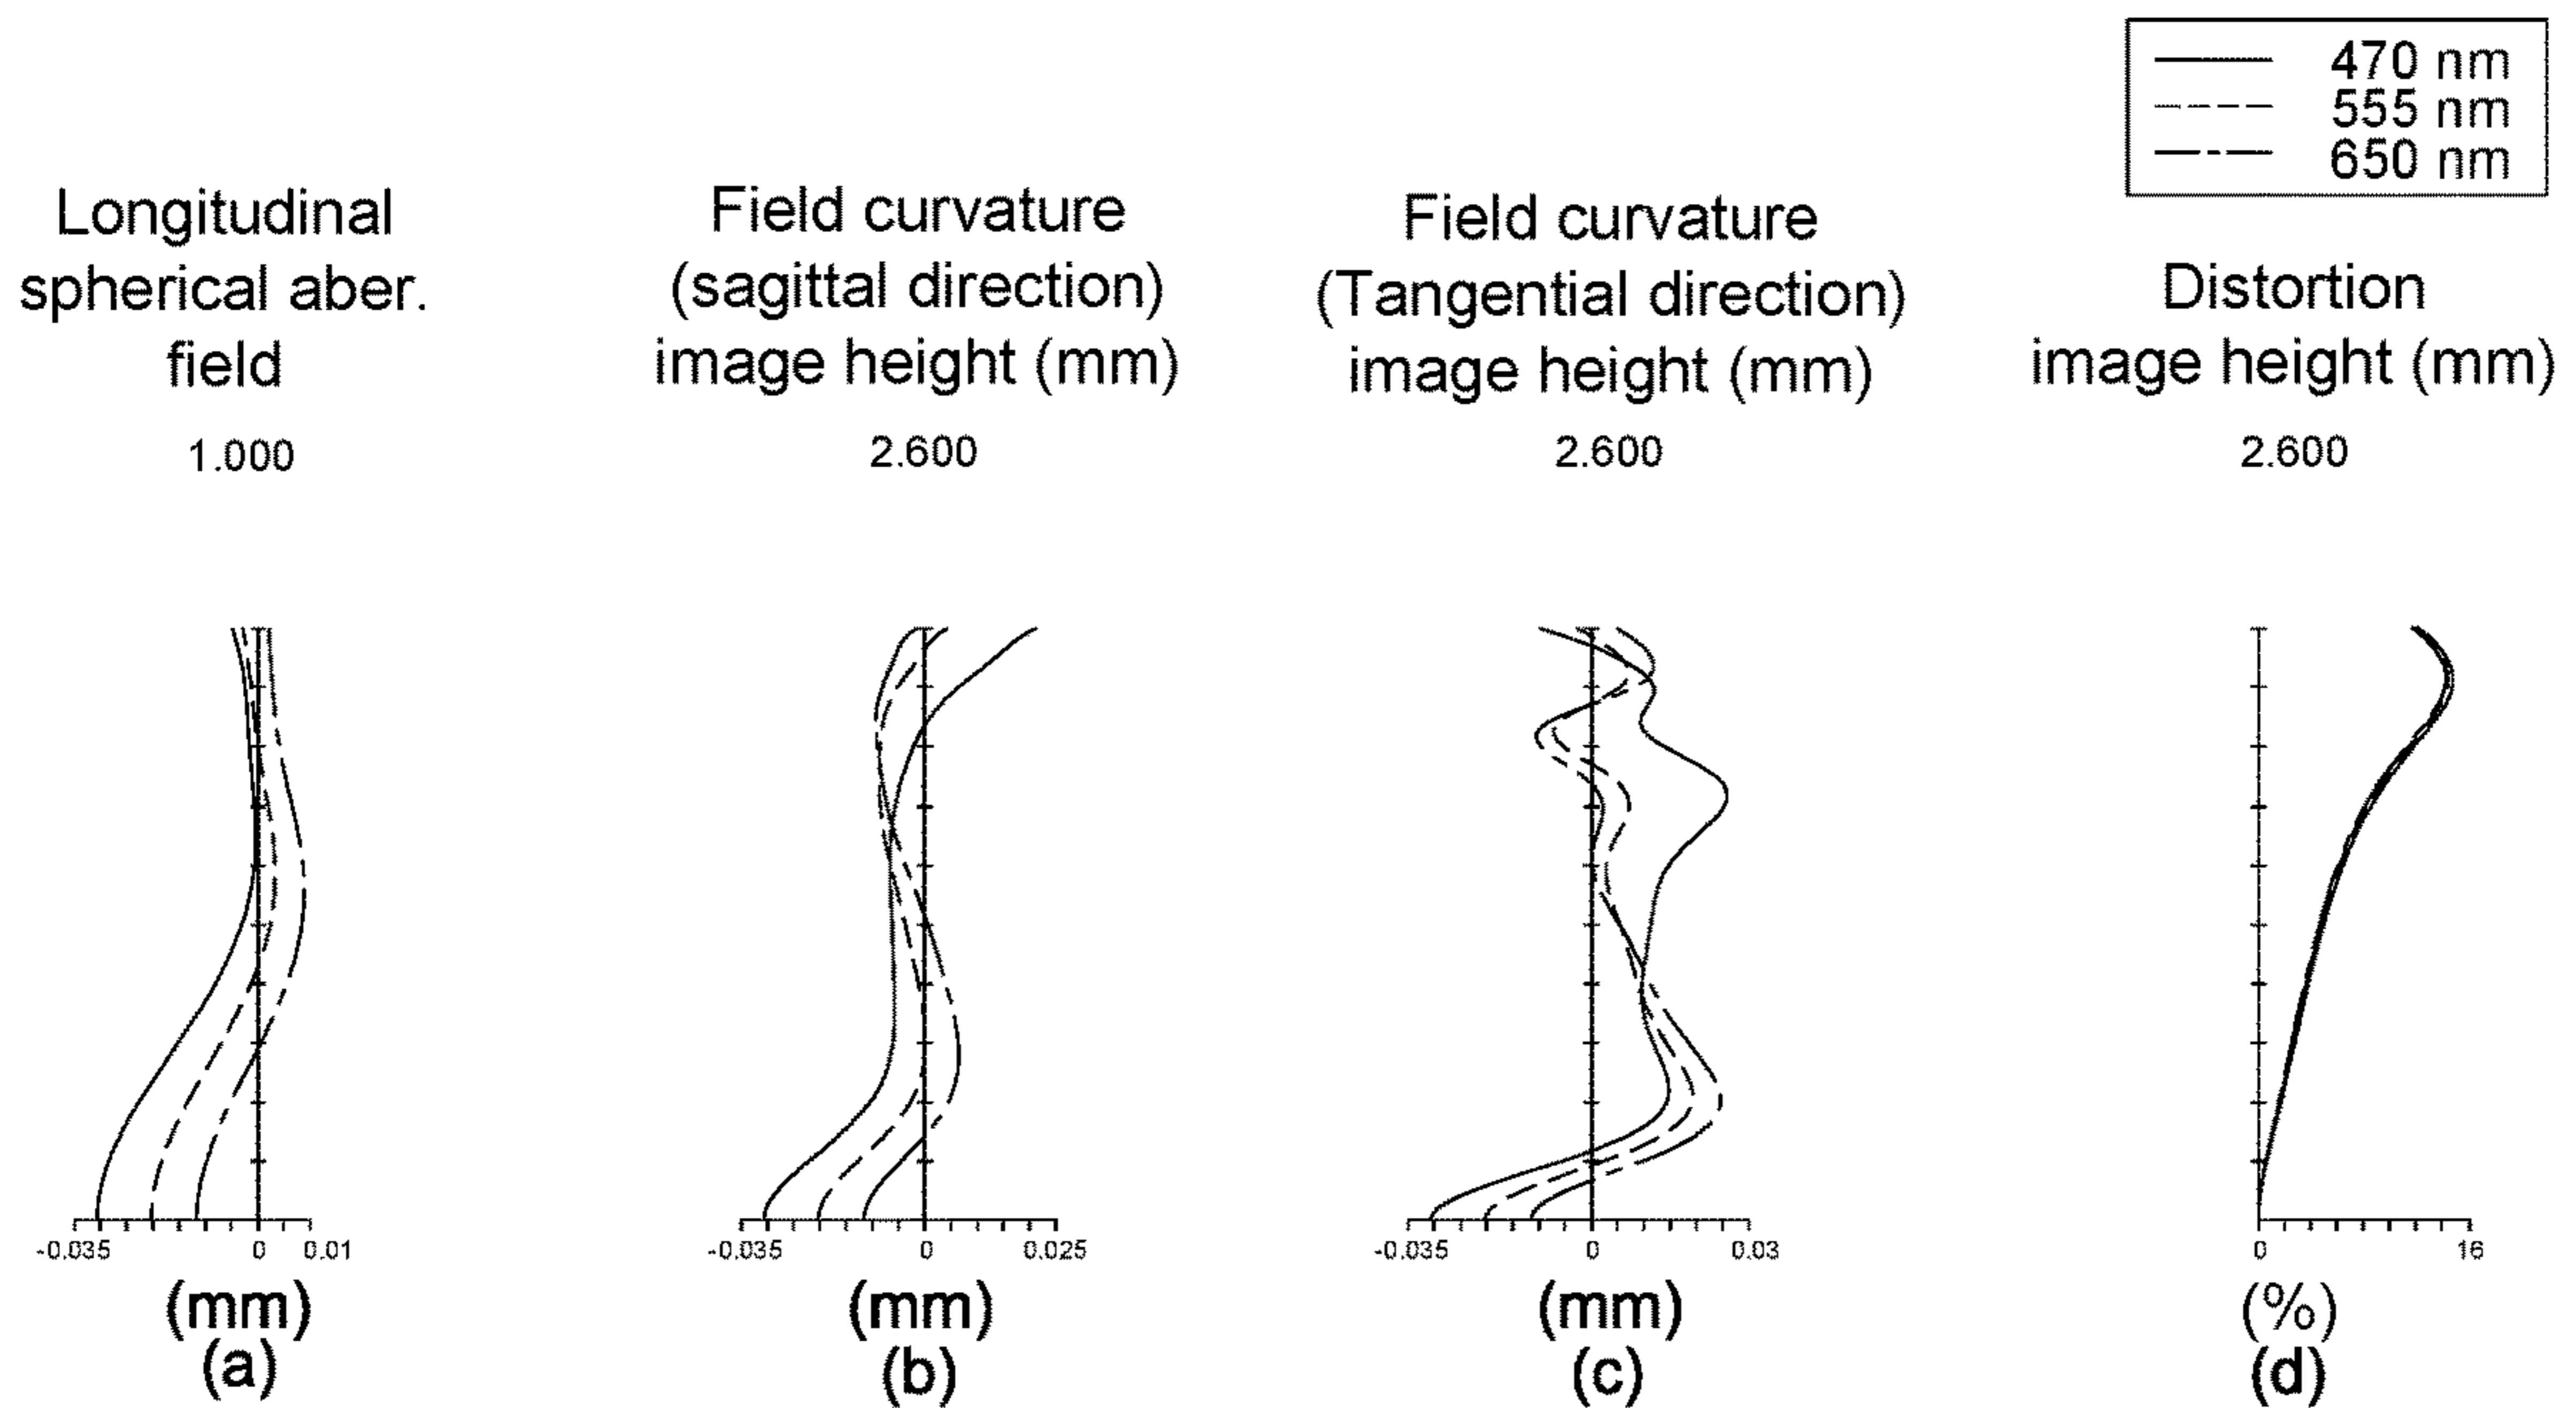 470 nm
555 nm
650 nm
Longitudinal
spherical aber.
field
1.000
Field curvature
(sagittal direction)
image height (mm)
2.600
Field curvature
(Tangential direction)
image height (mm)
2.600
Distortion
image height (mm)
2.600
-0.035 0 0.01
(mm)
(a)
-0.035 0 0.025
(mm)
(b)
-0.035 0 0.03
(mm)
(c)
0 16
(%)
(d)